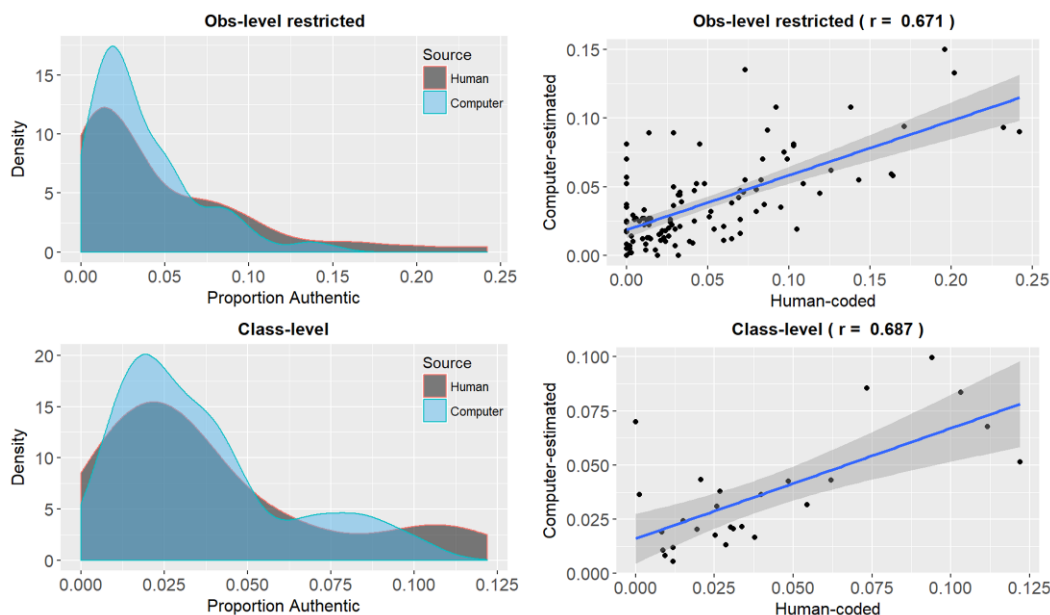 Obs-level restricted
Density
15
10
5
0
Source
Human
Computer
0.00 0.05 0.10 0.15 0.20 0.25
Proportion Authentic
Obs-level restricted ( r = 0.671 )
Computer-estimated
0.15
0.10
0.05
0.00
0.00 0.05 0.10 0.15 0.20 0.25
Human-coded
Class-level
Density
20
15
10
5
0
Source
Human
Computer
0.000 0.025 0.050 0.075 0.100 0.125
Proportion Authentic
Class-level ( r = 0.687 )
Computer-estimated
0.100
0.075
0.050
0.025
0.000
0.000 0.025 0.050 0.075 0.100 0.125
Human-coded